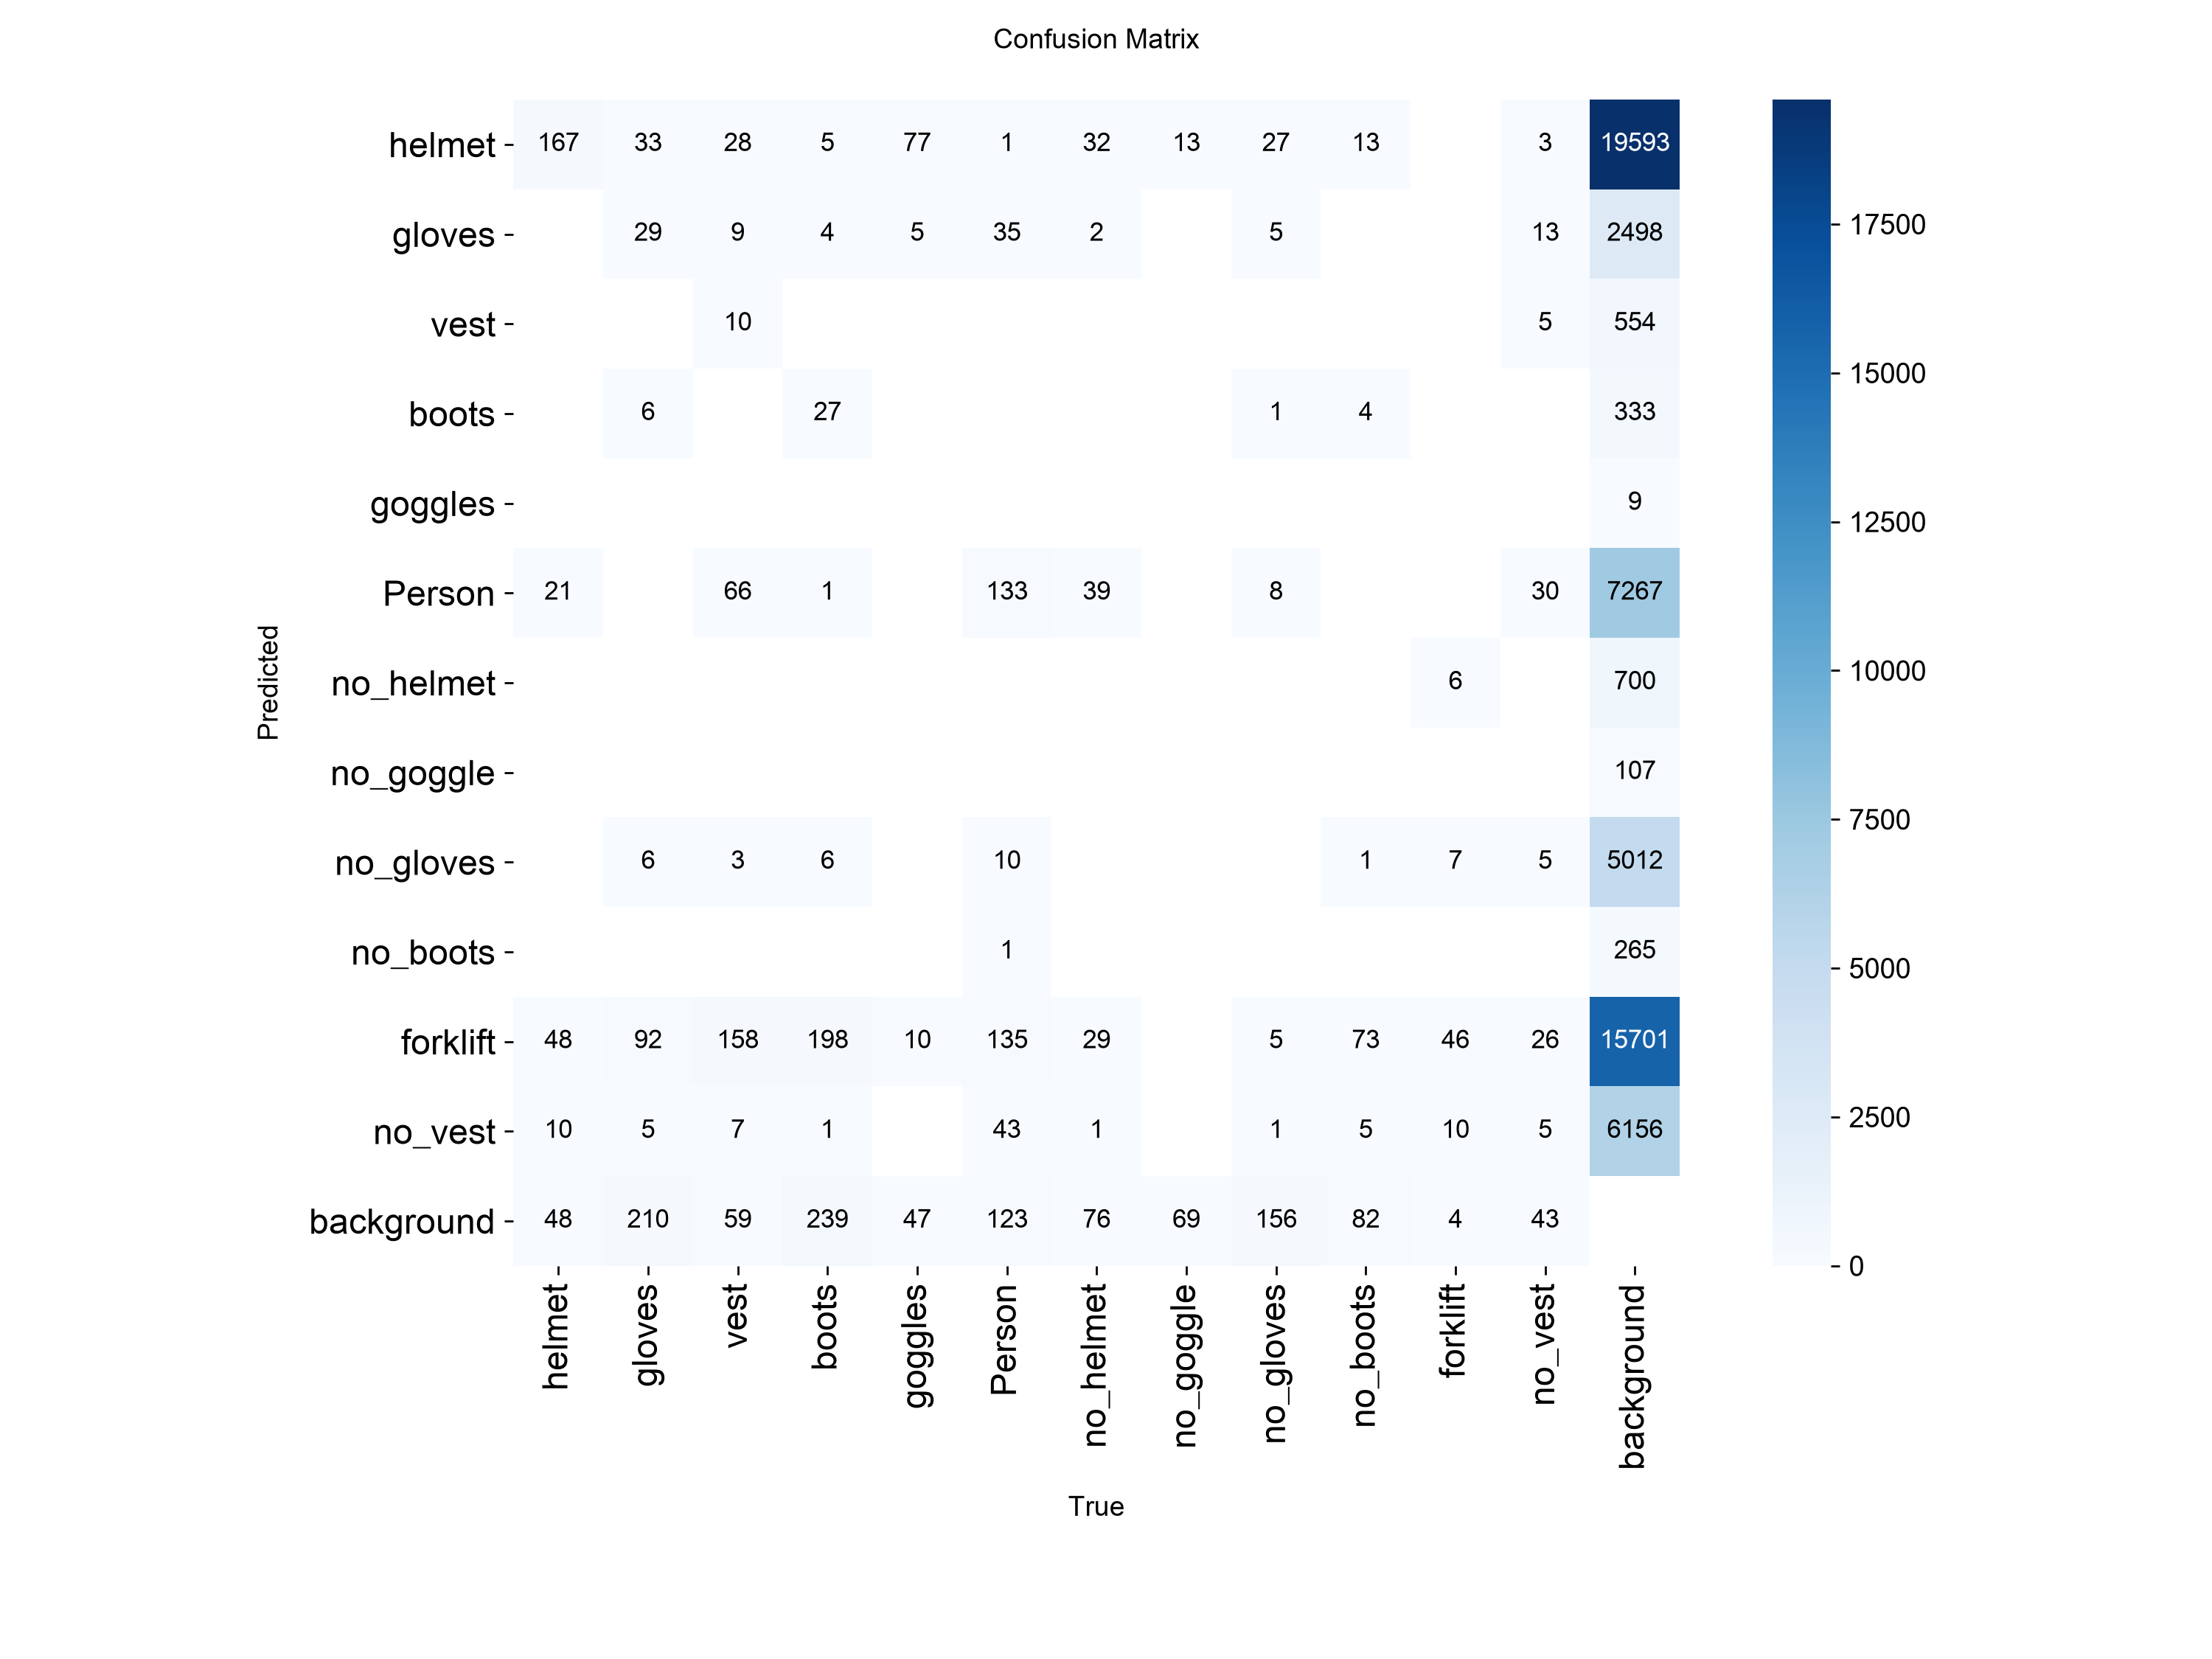 Confusion Matrix
helmet 167 33 28 5 77 1 32 13 27 13 3 19593
gloves 29 9 4 5 35 2 5 13 2498
vest 10 5 554
boots 6 27 1 4 333
goggles 9
Person 21 66 1 133 39 8 30 7267
no_helmet 6 700
no_goggle 107
no_gloves 6 3 6 10 1 7 5 5012
no_boots 1 265
forklift 48 92 158 198 10 135 29 5 73 46 26 15701
no_vest 10 5 7 1 43 1 1 5 10 5 6156
background 48 210 59 239 47 123 76 69 156 82 4 43
Predicted
helmet gloves vest boots goggles Person no_helmet no_goggle no_gloves no_boots forklift no_vest background
True
17500
15000
12500
10000
7500
5000
2500
0